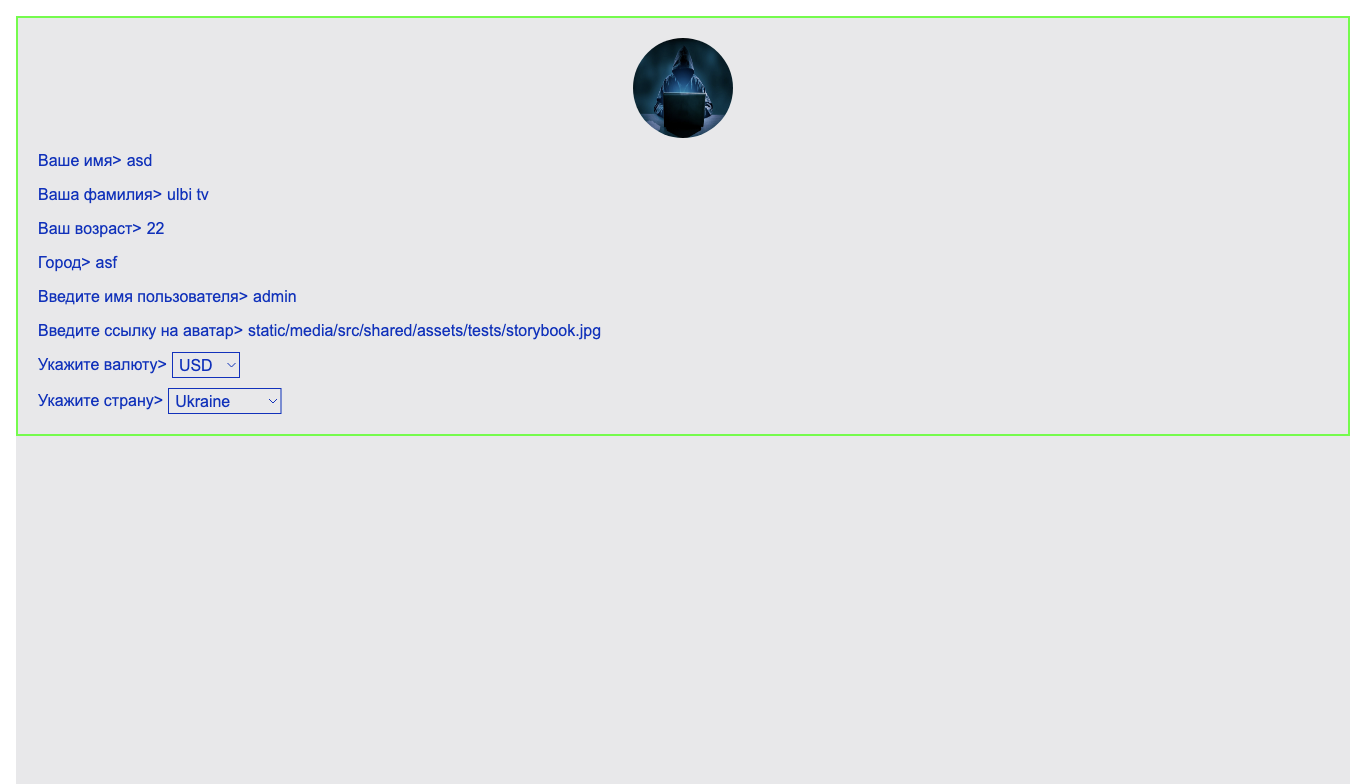 Ваше имя> asd
Ваша фамилия> ulbi tv
Ваш возраст> 22
Город> asf
Введите имя пользователя> admin
Введите ссылку на аватар> static/media/src/shared/assets/tests/storybook.jpg
Укажите валюту> USD
Укажите страну> Ukraine